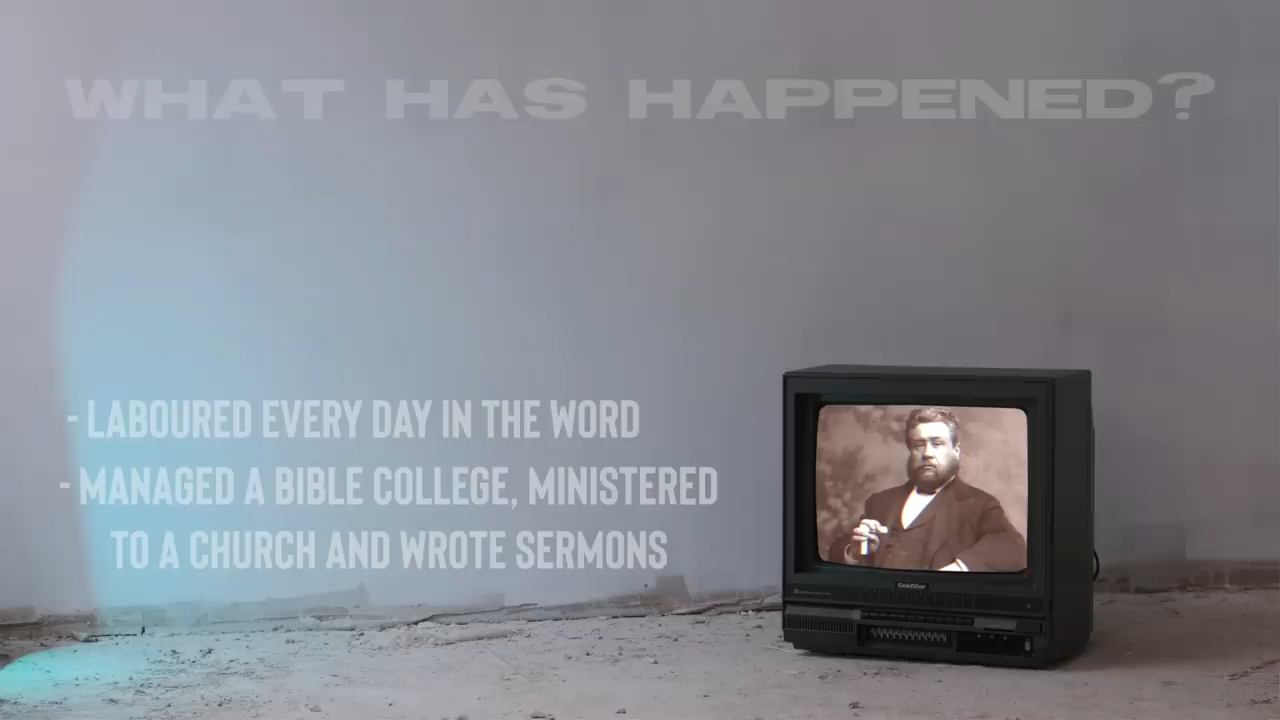 WHAT HAS HAPPENED?
- LABOURED EVERY DAY IN THE WORD
- MANAGED A BIBLE COLLEGE, MINISTERED
TO A CHURCH AND WROTE SERMONS
GoldStar